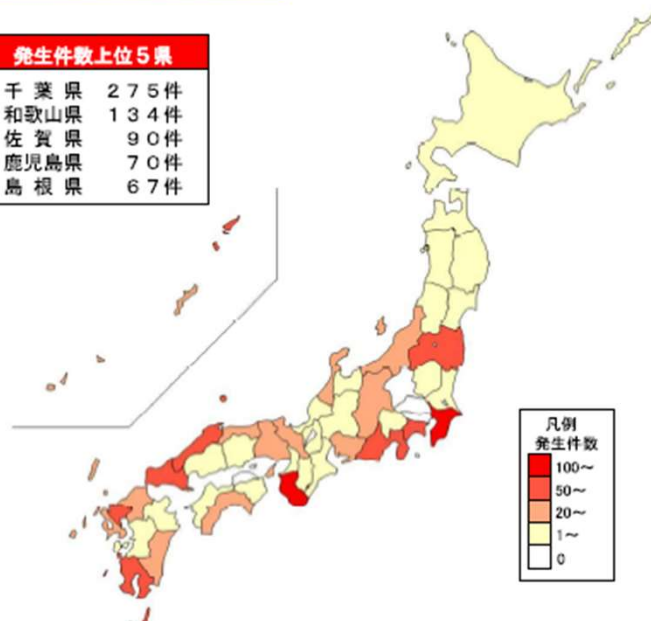 発生件数上位５県
千 葉 県 ２７５件
和歌山県 １３４件
佐 賀 県 ９０件
鹿児島県 ７０件
島 根 県 ６７件
凡例
発生件数
100～
50～
20～
1～
0